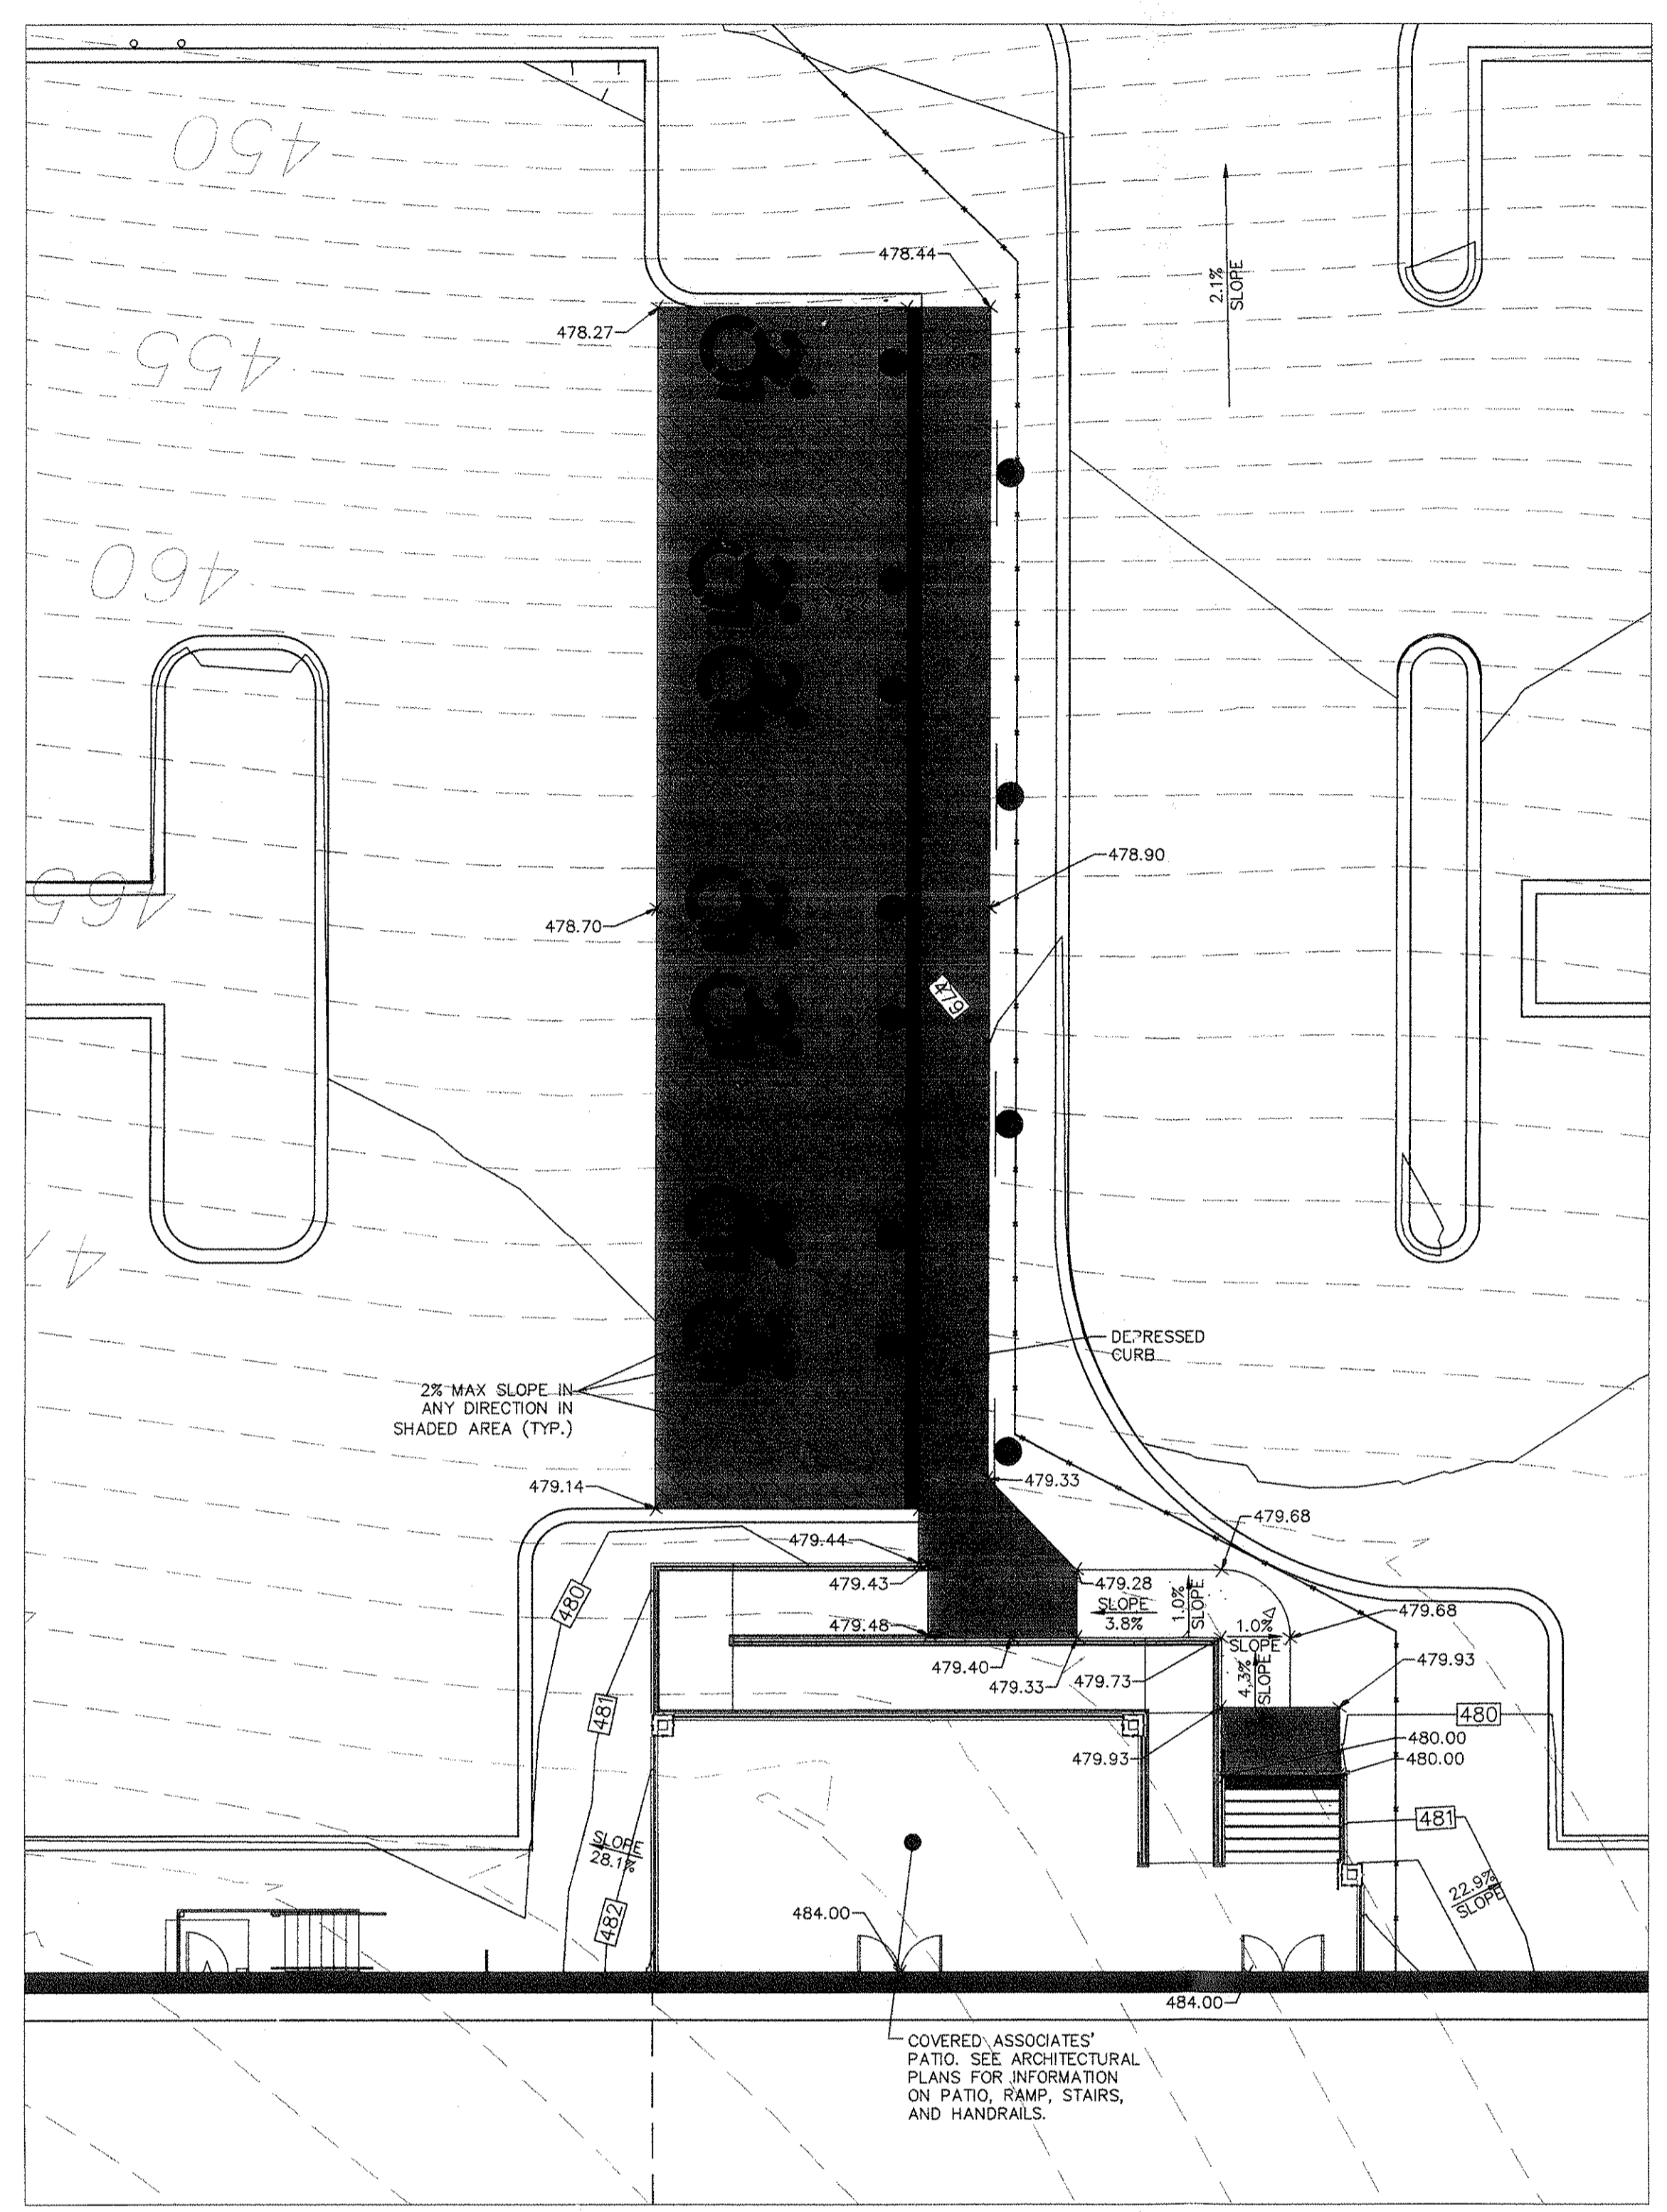 450
478.44
2.1%
SLOPE
478.27
455
460
478.90
465
478.70
479
DEPRESSED
CURB
2% MAX SLOPE IN
ANY DIRECTION IN
SHADED AREA (TYP.)
479.33
479.14
479.68
479.44
479.43
479.28
SLOPE
3.8%
1.0%
SLOPE
480
479.68
479.48
1.0%
SLOPE
479.40
479.33
479.73
4.3%
SLOPE
479.93
481
480
479.93
480.00
480.00
481
SLOPE
28.1%
22.9%
SLOPE
482
484.00
484.00
COVERED ASSOCIATES'
PATIO. SEE ARCHITECTURAL
PLANS FOR INFORMATION
ON PATIO, RAMP, STAIRS,
AND HANDRAILS.